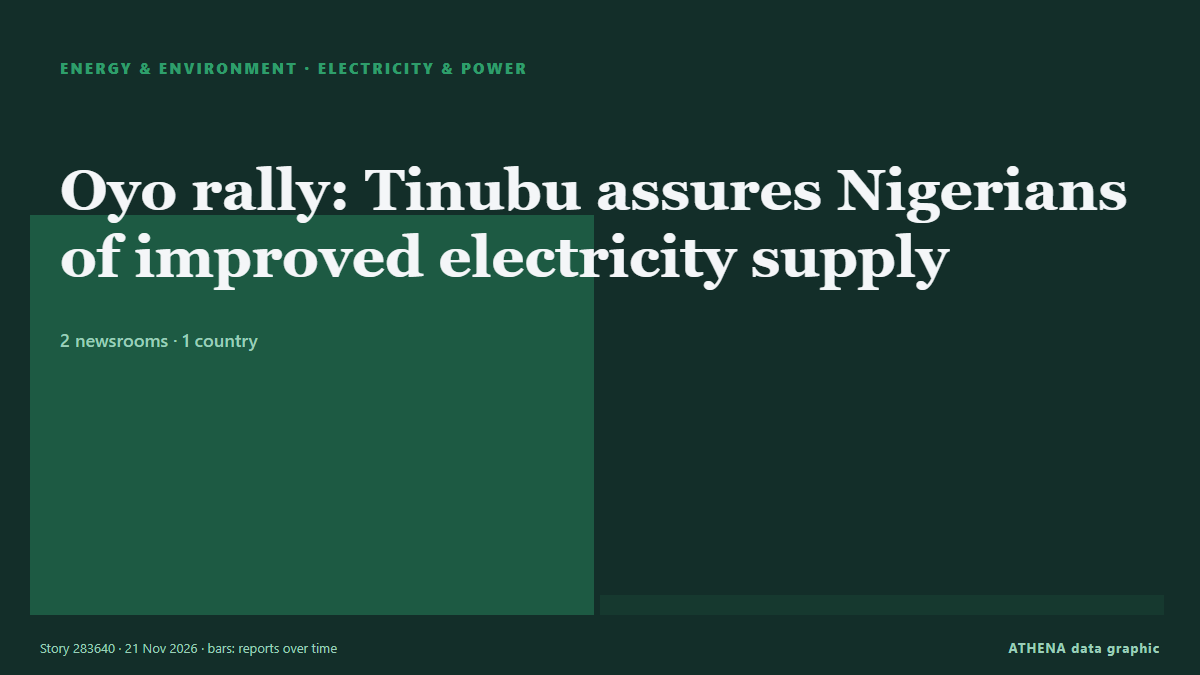 ENERGY & ENVIRONMENT · ELECTRICITY & POWER
Oyo rally: Tinubu assures Nigerians
of improved electricity supply
2 newsrooms · 1 country
Story 283640 · 21 Nov 2026 · bars: reports over time
ATHENA data graphic